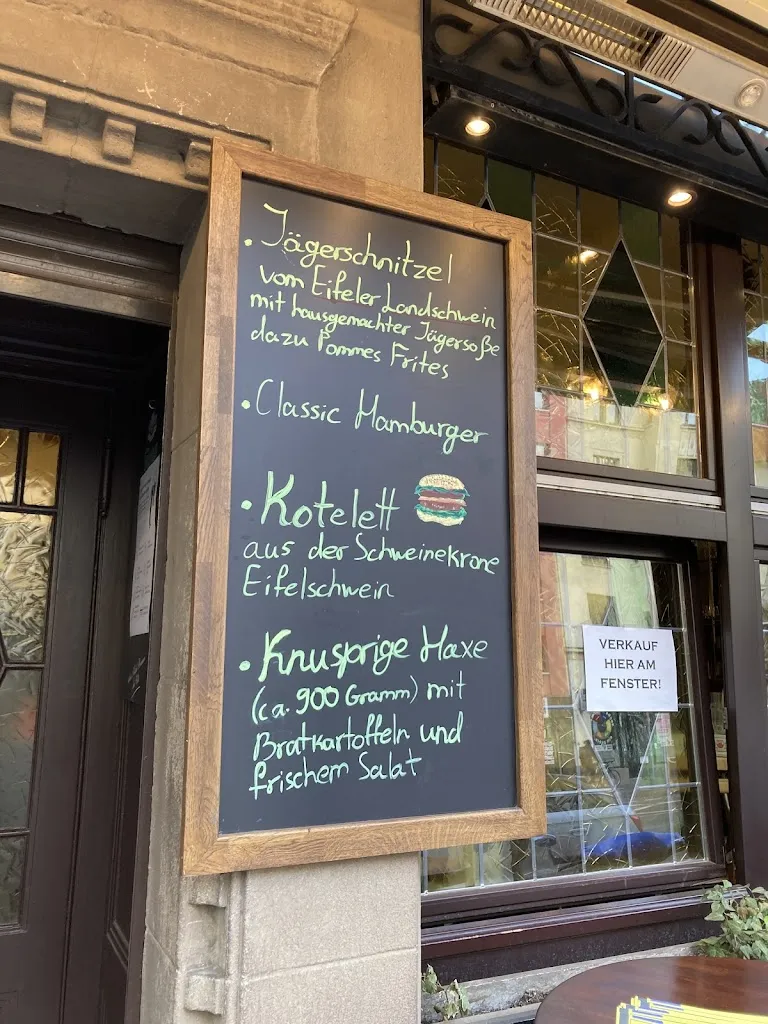 • Jägerschnitzel
vom Eifeler Landschwein
mit hausgemachter Jägersoße
dazu Pommes Frites
• Classic Hamburger
• Kotelett
aus der Schweinekrone
Eifelschwein
• Knusprige Haxe
(ca. 900 Gramm) mit
Bratkartoffeln und
frischem Salat
VERKAUF
HIER AM
FENSTER!